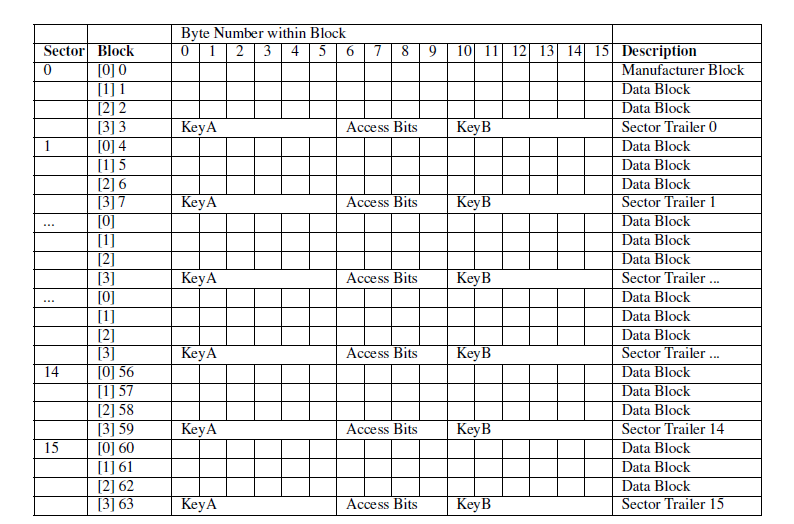 Byte Number within Block
Sector Block 0 1 2 3 4 5 6 7 8 9 10 11 12 13 14 15 Description
0 [0] 0 Manufacturer Block
[1] 1 Data Block
[2] 2 Data Block
[3] 3 KeyA Access Bits KeyB Sector Trailer 0
1 [0] 4 Data Block
[1] 5 Data Block
[2] 6 Data Block
[3] 7 KeyA Access Bits KeyB Sector Trailer 1
... [0] Data Block
[1] Data Block
[2] Data Block
[3] KeyA Access Bits KeyB Sector Trailer ...
... [0] Data Block
[1] Data Block
[2] Data Block
[3] KeyA Access Bits KeyB Sector Trailer ...
14 [0] 56 Data Block
[1] 57 Data Block
[2] 58 Data Block
[3] 59 KeyA Access Bits KeyB Sector Trailer 14
15 [0] 60 Data Block
[1] 61 Data Block
[2] 62 Data Block
[3] 63 KeyA Access Bits KeyB Sector Trailer 15